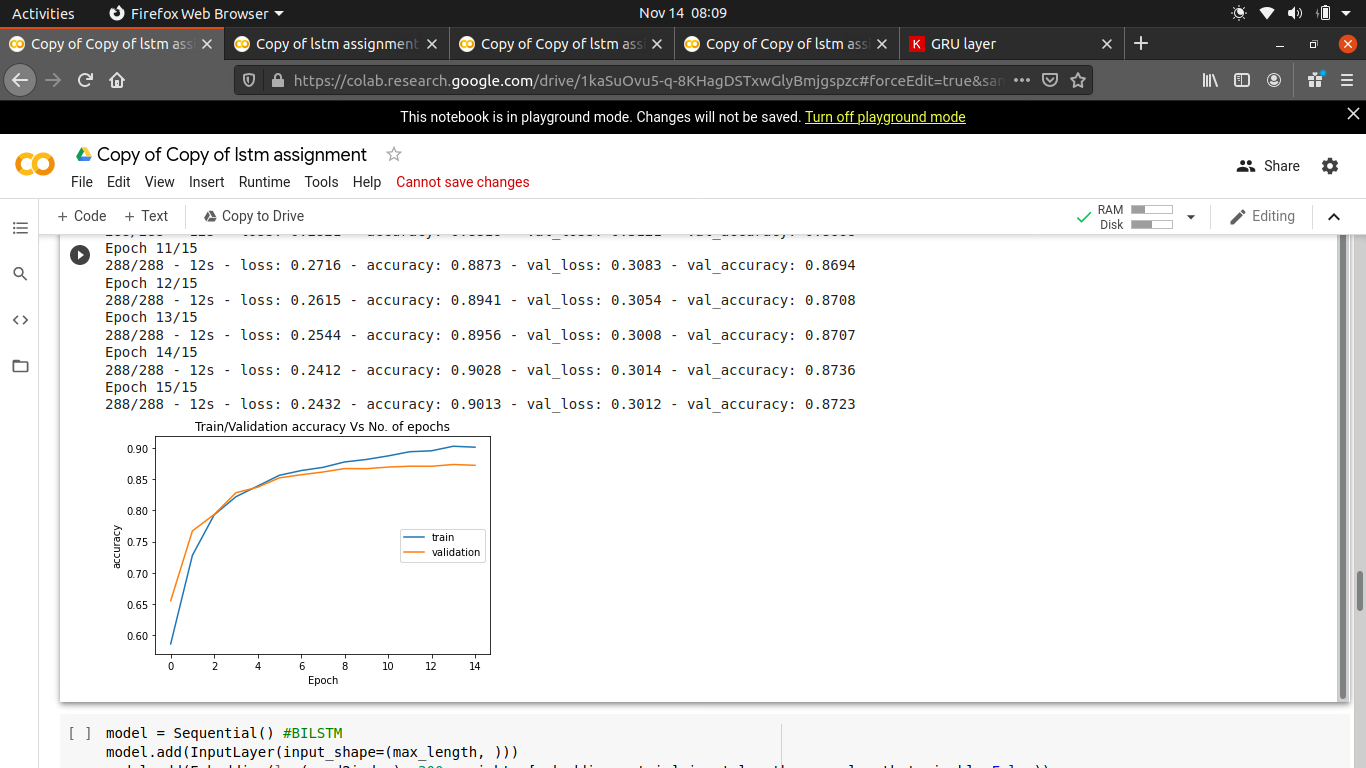 Activities
Firefox Web Browser
Nov 14 08:09
Copy of Copy of lstm ass
Copy of lstm assignment
Copy of Copy of lstm ass
Copy of Copy of lstm ass
K
GRU layer
https://colab.research.google.com/drive/1kaSuOvu5-q-8KHagDSTxwGlyBmjgspzc#forceEdit=true&san
This notebook is in playground mode. Changes will not be saved. Turn off playground mode
Copy of Copy of lstm assignment
Share
File Edit View Insert Runtime Tools Help Cannot save changes
+ Code + Text Copy to Drive
RAM
Disk
Editing
Epoch 11/15
288/288 - 12s - loss: 0.2716 - accuracy: 0.8873 - val_loss: 0.3083 - val_accuracy: 0.8694
Epoch 12/15
288/288 - 12s - loss: 0.2615 - accuracy: 0.8941 - val_loss: 0.3054 - val_accuracy: 0.8708
Epoch 13/15
288/288 - 12s - loss: 0.2544 - accuracy: 0.8956 - val_loss: 0.3008 - val_accuracy: 0.8707
Epoch 14/15
288/288 - 12s - loss: 0.2412 - accuracy: 0.9028 - val_loss: 0.3014 - val_accuracy: 0.8736
Epoch 15/15
288/288 - 12s - loss: 0.2432 - accuracy: 0.9013 - val_loss: 0.3012 - val_accuracy: 0.8723
Train/Validation accuracy Vs No. of epochs
0.90
0.85
0.80
0.75
0.70
0.65
0.60
accuracy
train
validation
0 2 4 6 8 10 12 14
Epoch
[ ] model = Sequential() #BILSTM
model.add(InputLayer(input_shape=(max_length, )))